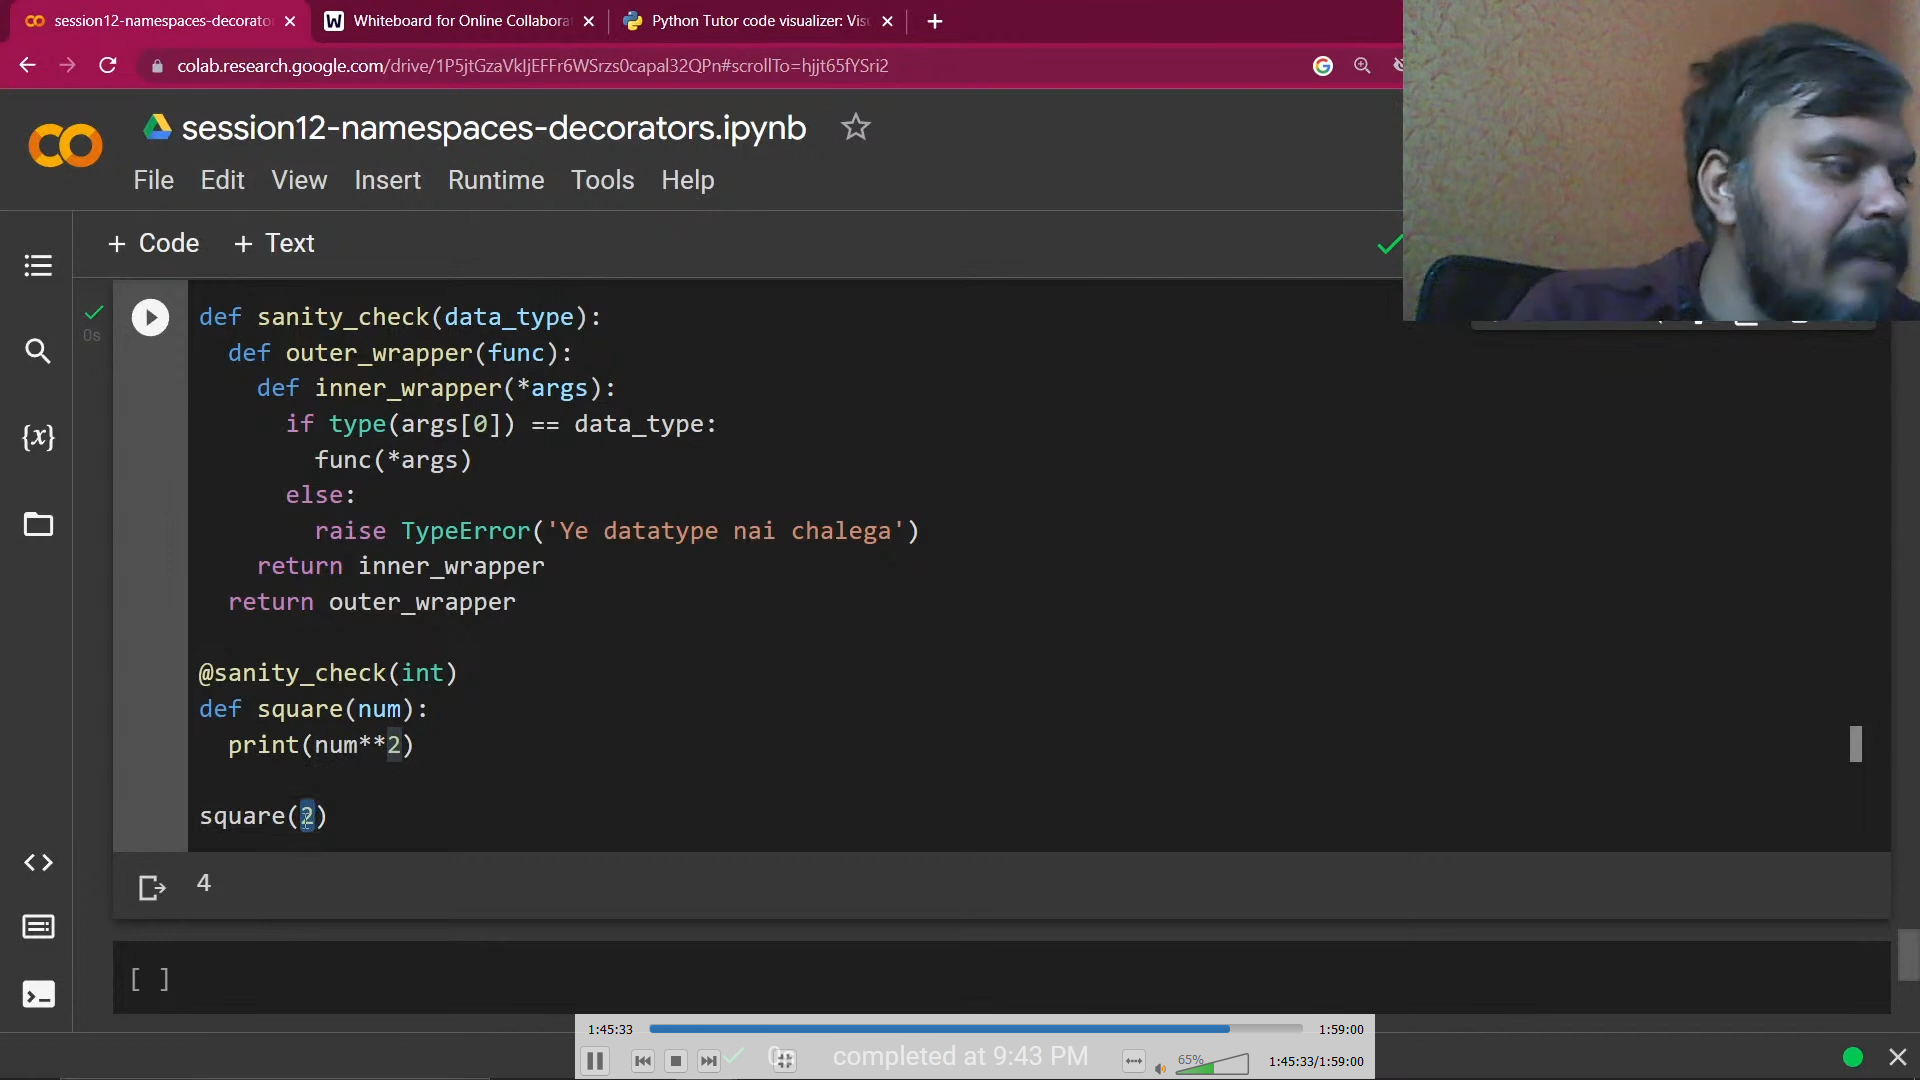 session12-namespaces-decorato
Whiteboard for Online Collabora
Python Tutor code visualizer: Vis
colab.research.google.com/drive/1P5jtGzaVkIjEFFr6WSrzs0capal32QPn#scrollTo=hjjt65fYSri2
session12-namespaces-decorators.ipynb
File Edit View Insert Runtime Tools Help
+ Code + Text
0s
def sanity_check(data_type):
def outer_wrapper(func):
def inner_wrapper(*args):
if type(args[0]) == data_type:
func(*args)
else:
raise TypeError('Ye datatype nai chalega')
return inner_wrapper
return outer_wrapper
@sanity_check(int)
def square(num):
print(num**2)
square(2)
4
[ ]
1:45:33
1:59:00
completed at 9:43 PM
65%
1:45:33/1:59:00